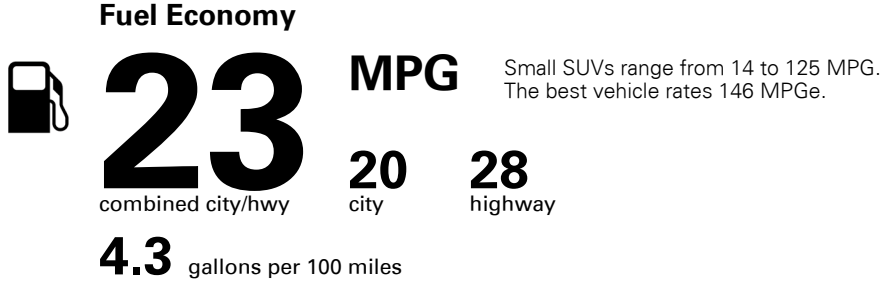 Fuel Economy
23
MPG
Small SUVs range from 14 to 125 MPG.
The best vehicle rates 146 MPGe.
combined city/hwy
20
city
28
highway
4.3 gallons per 100 miles